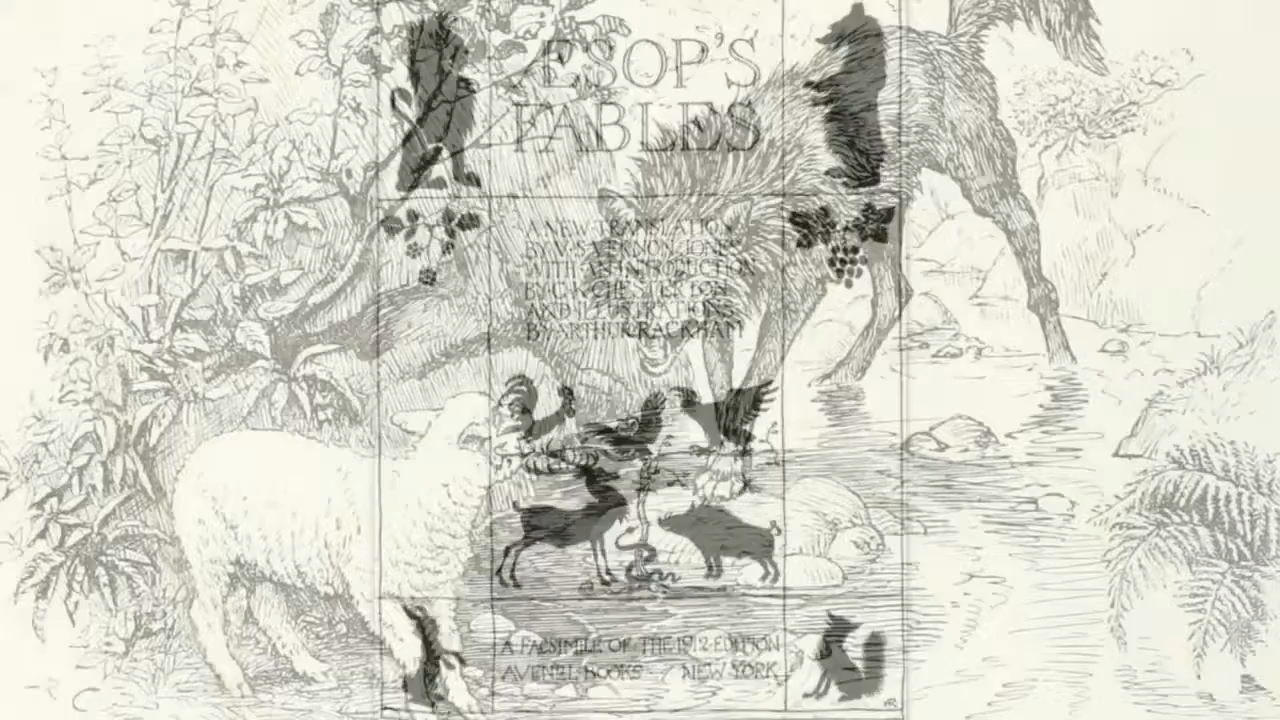 ÆSOP'S
FABLES
A NEW TRANSLATION
BY V·S·VERNON JONES
WITH AN INTRODUCTION
BY G·K·CHESTERTON
AND ILLUSTRATIONS
BY ARTHUR RACKHAM
A FACSIMILE OF THE 1912 EDITION
AVENEL BOOKS · NEW YORK
AR